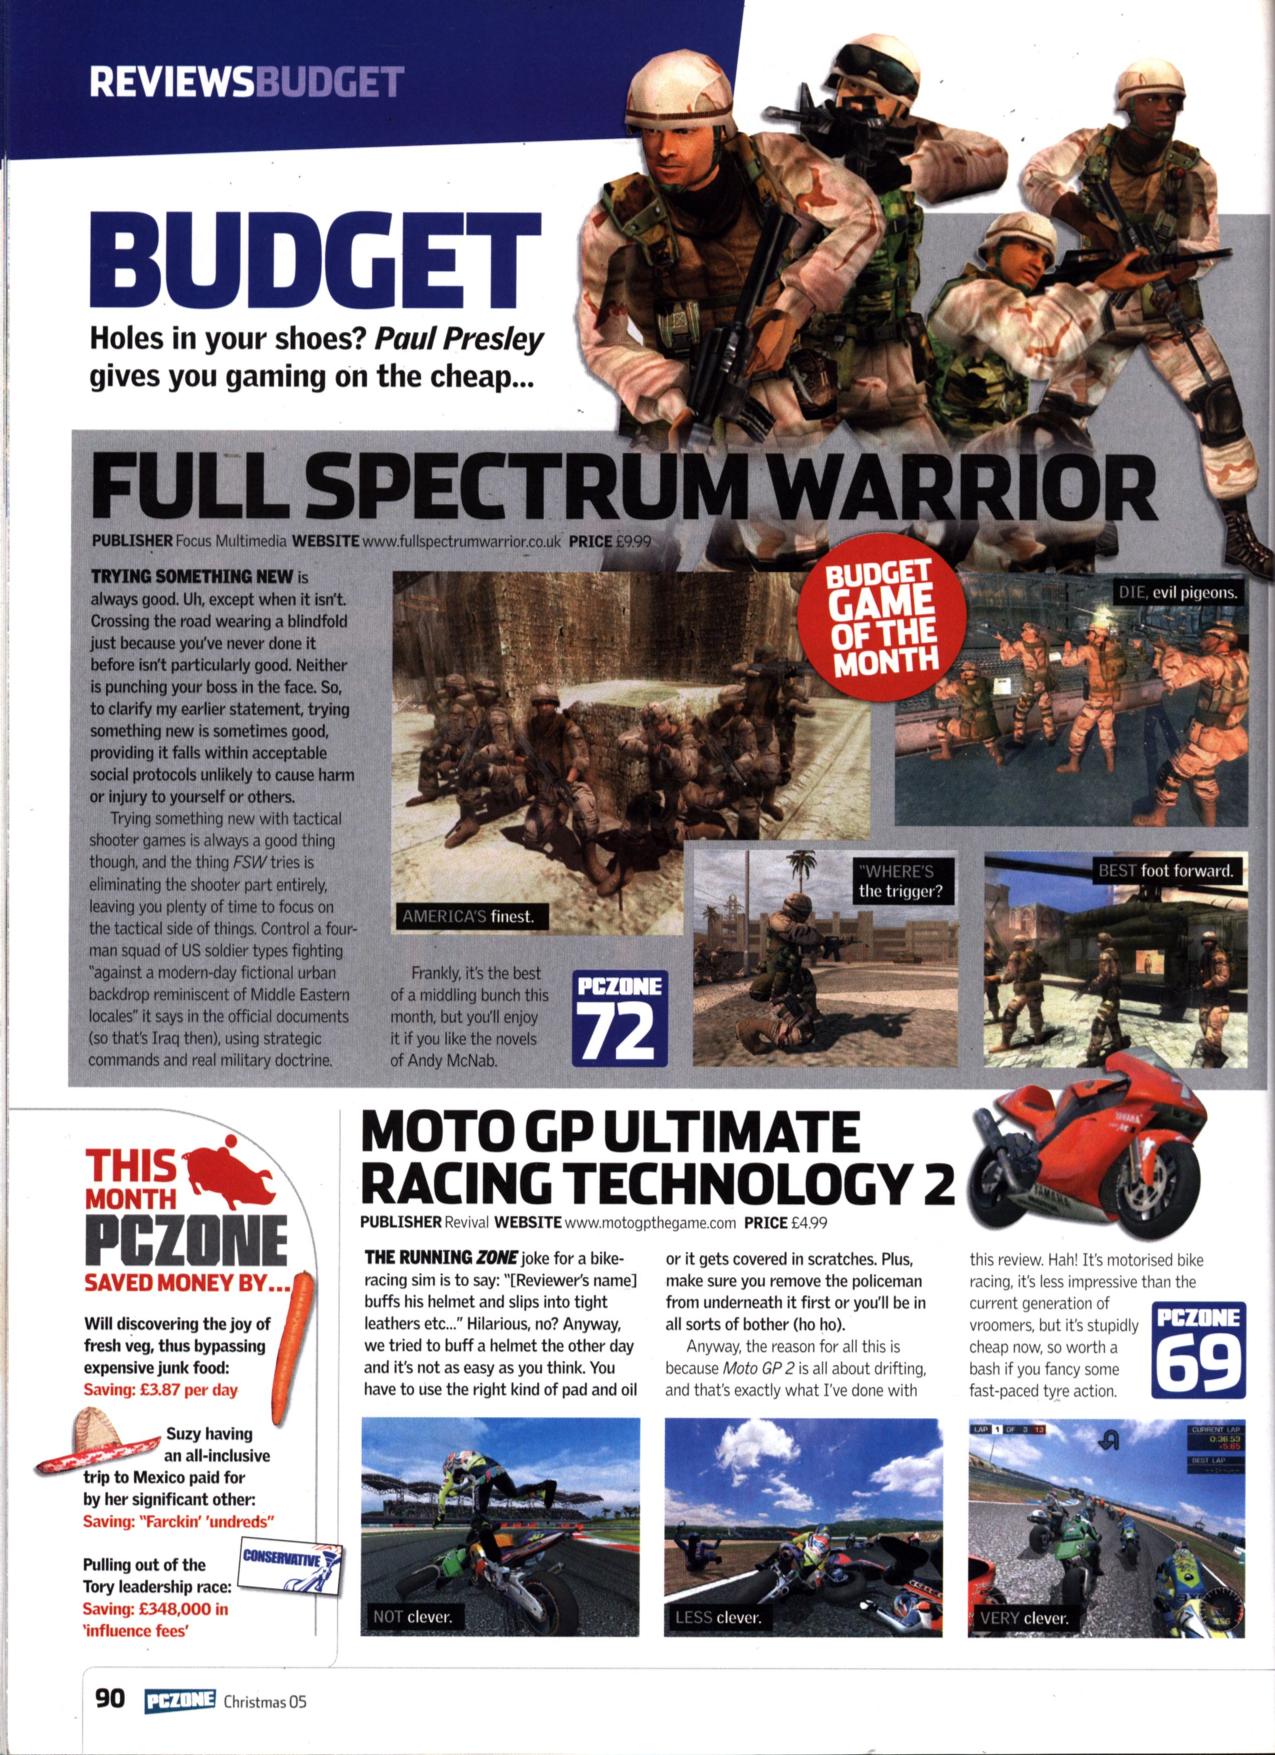 REVIEWSBUDGET
BUDGET
Holes in your shoes? Paul Presley
gives you gaming on the cheap...
FULL SPECTRUM WARRIOR
PUBLISHER Focus Multimedia WEBSITE www.fullspectrumwarrior.co.uk PRICE £9.99
TRYING SOMETHING NEW is
always good. Uh, except when it isn't.
Crossing the road wearing a blindfold
just because you've never done it
before isn't particularly good. Neither
is punching your boss in the face. So,
to clarify my earlier statement, trying
something new is sometimes good,
providing it falls within acceptable
social protocols unlikely to cause harm
or injury to yourself or others.
Trying something new with tactical
shooter games is always a good thing
though, and the thing FSW tries is
eliminating the shooter part entirely,
leaving you plenty of time to focus on
the tactical side of things. Control a four-
man squad of US soldier types fighting
"against a modern-day fictional urban
backdrop reminiscent of Middle Eastern
locales" it says in the official documents
(so that's Iraq then), using strategic
commands and real military doctrine.
Frankly, it's the best
of a middling bunch this
month, but you'll enjoy
it if you like the novels
of Andy McNab.
PCZONE
72
BUDGET
GAME
OF THE
MONTH
AMERICA'S finest.
DIE, evil pigeons.
"WHERE'S
the trigger?
BEST foot forward.
THIS
MONTH
PCZONE
SAVED MONEY BY...
Will discovering the joy of
fresh veg, thus bypassing
expensive junk food:
Saving: £3.87 per day
Suzy having
an all-inclusive
trip to Mexico paid for
by her significant other:
Saving: "Farckin' 'undreds"
Pulling out of the
Tory leadership race:
Saving: £348,000 in
'influence fees'
CONSERVATIVE
MOTO GP ULTIMATE
RACING TECHNOLOGY 2
PUBLISHER Revival WEBSITE www.motogpthegame.com PRICE £4.99
THE RUNNING ZONE joke for a bike-
racing sim is to say: "[Reviewer's name]
buffs his helmet and slips into tight
leathers etc..." Hilarious, no? Anyway,
we tried to buff a helmet the other day
and it's not as easy as you think. You
have to use the right kind of pad and oil
or it gets covered in scratches. Plus,
make sure you remove the policeman
from underneath it first or you'll be in
all sorts of bother (ho ho).
Anyway, the reason for all this is
because Moto GP 2 is all about drifting,
and that's exactly what I've done with
this review. Hah! It's motorised bike
racing, it's less impressive than the
current generation of
vroomers, but it's stupidly
cheap now, so worth a
bash if you fancy some
fast-paced tyre action.
PCZONE
69
YAMAHA
YAMAHA
NOT clever.
LESS clever.
LAP 1 OF 3 13
CURRENT LAP
0:36.53
+5.65
BEST LAP
VERY clever.
90 PCZONE Christmas 05